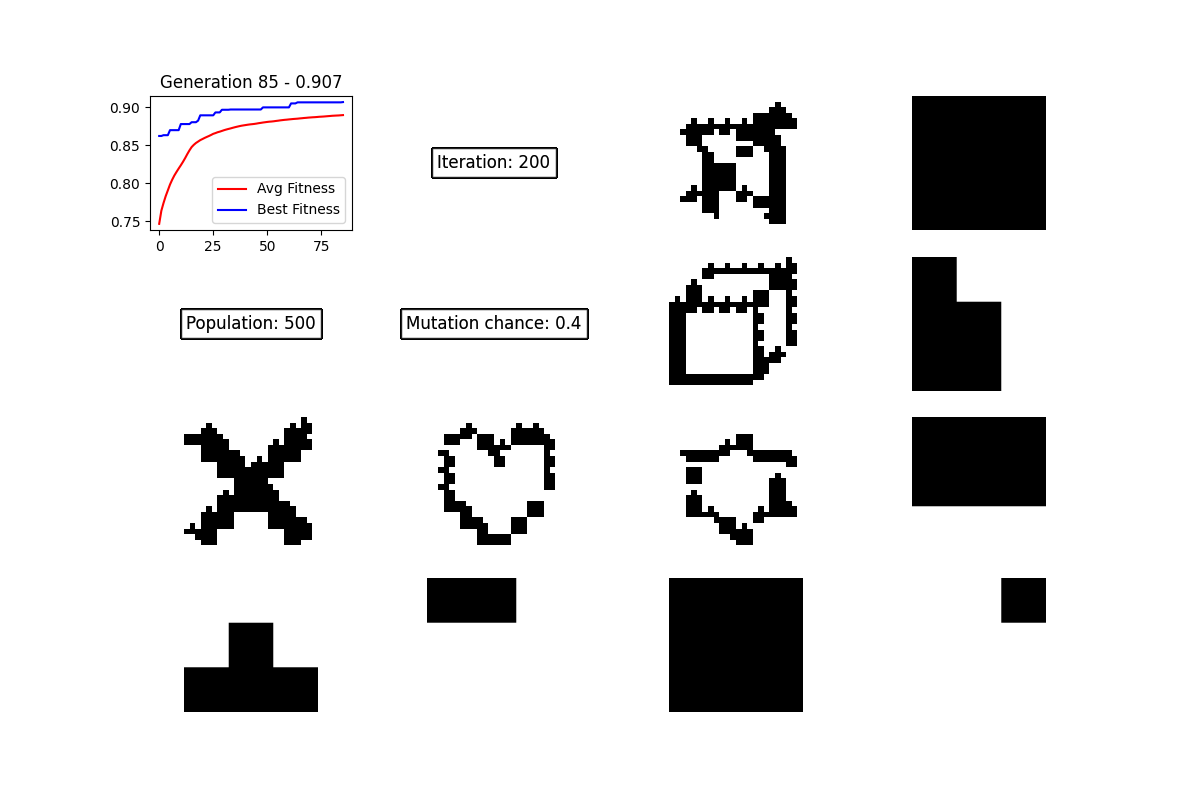 Generation 85 - 0.907
0.90
0.85
0.80
0.75
Avg Fitness
Best Fitness
0 25 50 75
Iteration: 200
Population: 500
Mutation chance: 0.4